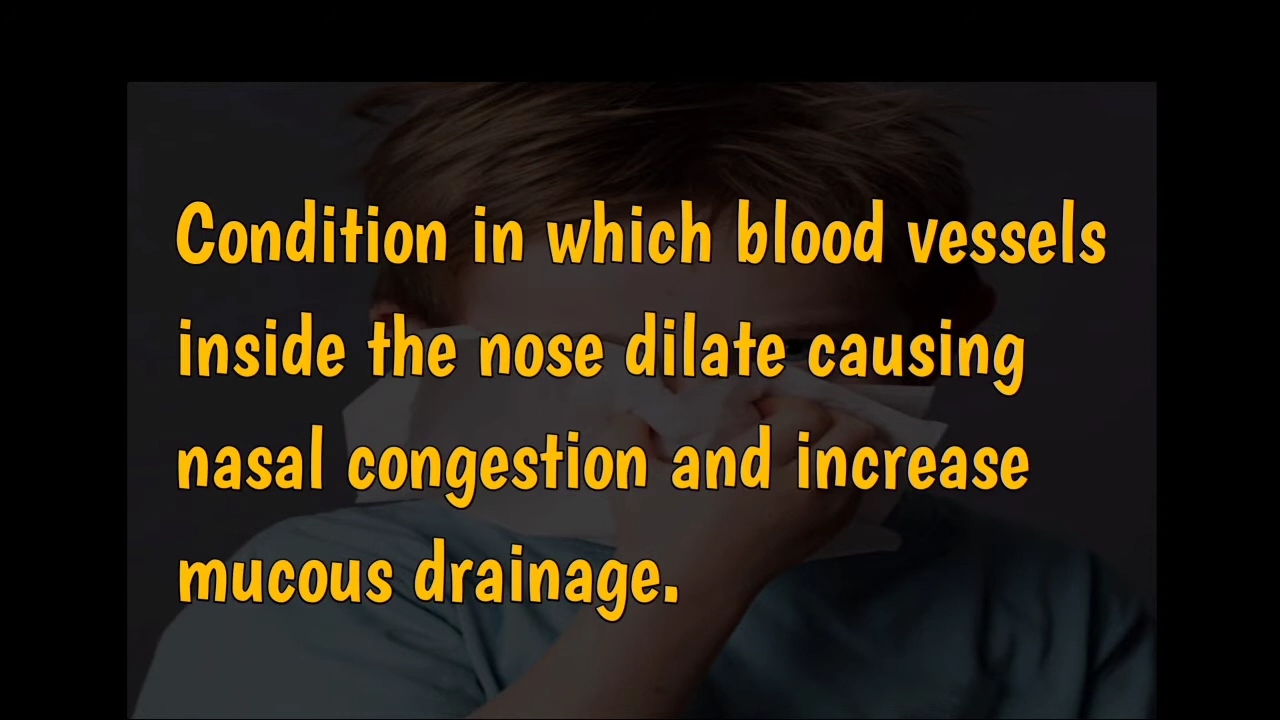 Condition in which blood vessels
inside the nose dilate causing
nasal congestion and increase
mucous drainage.